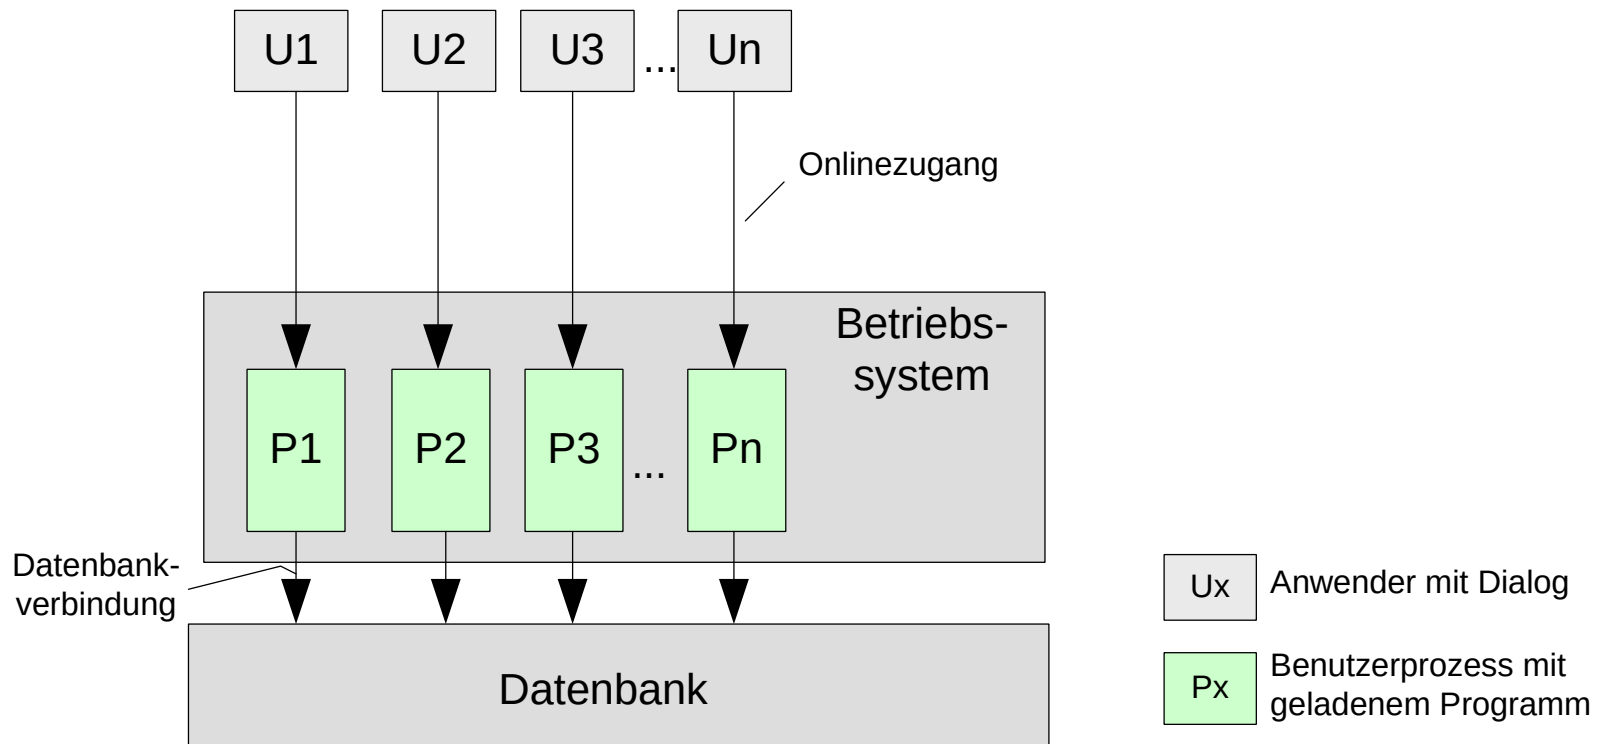 U1 U2 U3 ... Un
Onlinezugang
Betriebs-
system
P1 P2 P3 ... Pn
Datenbank-
verbindung
Datenbank
Ux Anwender mit Dialog
Px Benutzerprozess mit
geladenem Programm